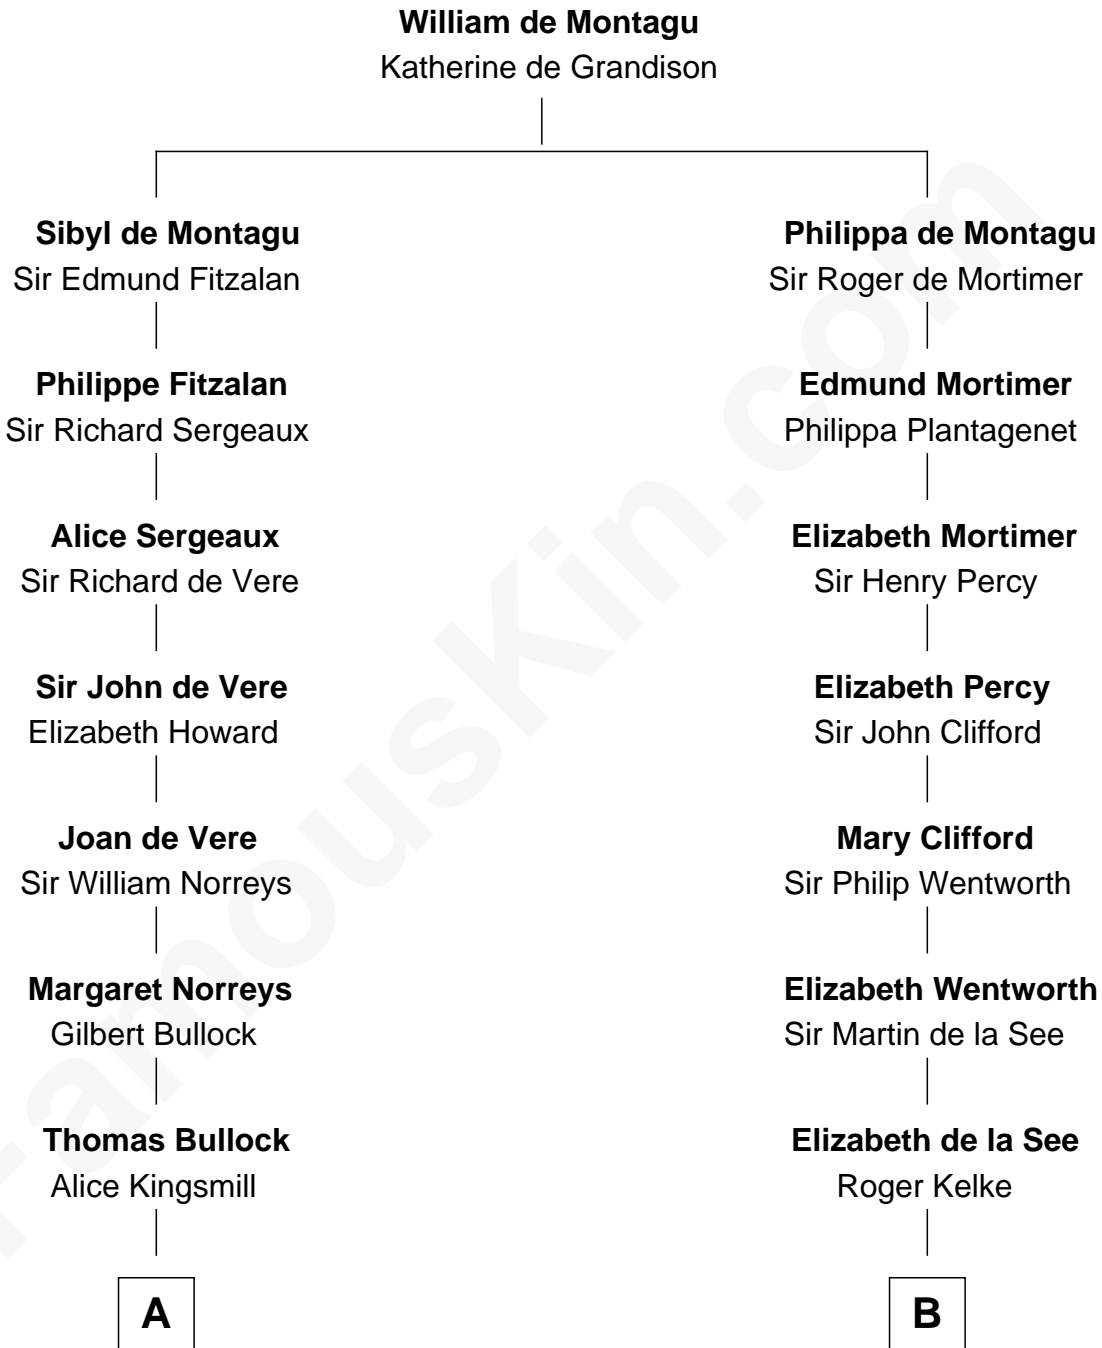 William de Montagu
Katherine de Grandison
Sibyl de Montagu
Sir Edmund Fitzalan
Philippa de Montagu
Sir Roger de Mortimer
Philippe Fitzalan
Sir Richard Sergeaux
Edmund Mortimer
Philippa Plantagenet
Alice Sergeaux
Sir Richard de Vere
Elizabeth Mortimer
Sir Henry Percy
Sir John de Vere
Elizabeth Howard
Elizabeth Percy
Sir John Clifford
Joan de Vere
Sir William Norreys
Mary Clifford
Sir Philip Wentworth
Margaret Norreys
Gilbert Bullock
Elizabeth Wentworth
Sir Martin de la See
Thomas Bullock
Alice Kingsmill
Elizabeth de la See
Roger Kelke
A
B
FamousKin.com